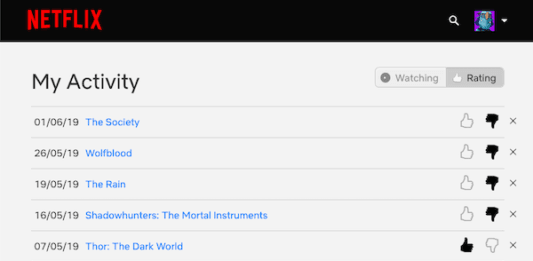 NETFLIX
My Activity
Watching
Rating
01/06/19 The Society
26/05/19 Wolfblood
19/05/19 The Rain
16/05/19 Shadowhunters: The Mortal Instruments
07/05/19 Thor: The Dark World